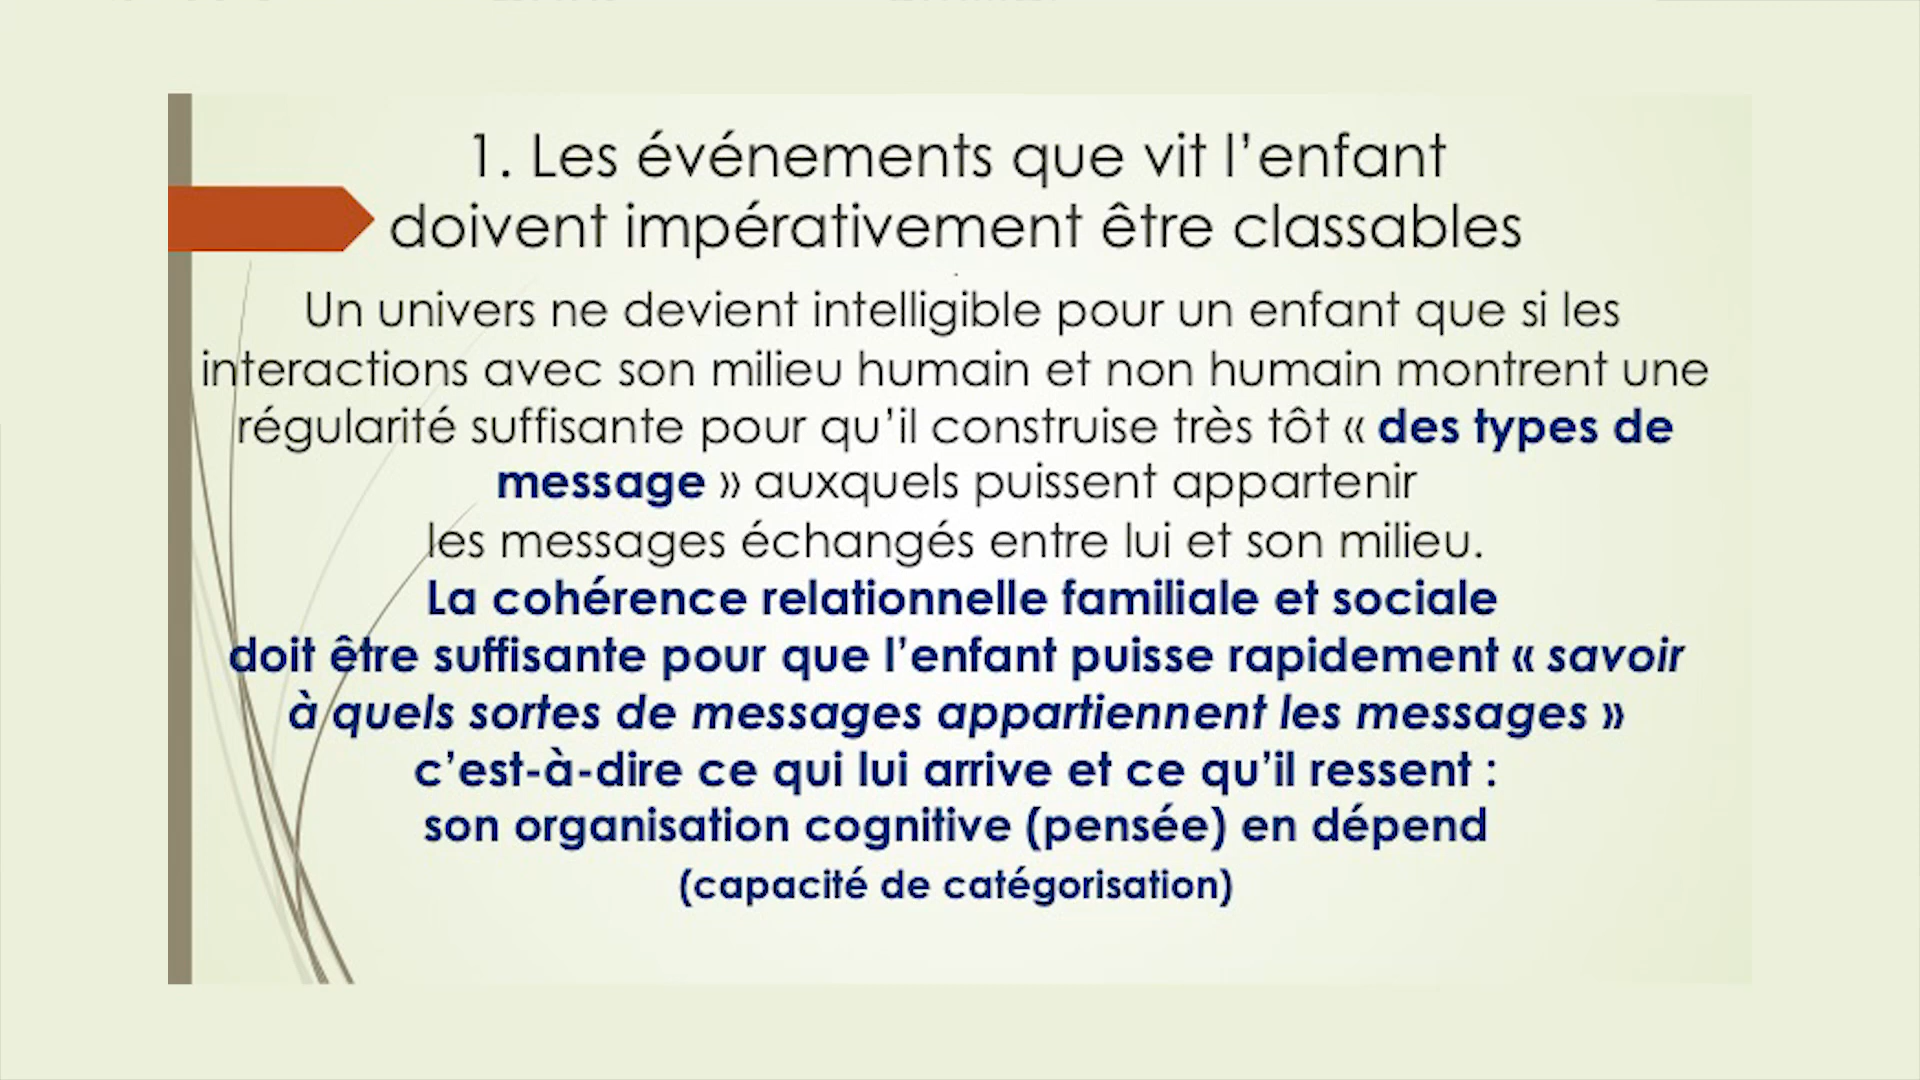 1. Les événements que vit l’enfant
doivent impérativement être classables
Un univers ne devient intelligible pour un enfant que si les
interactions avec son milieu humain et non humain montrent une
régularité suffisante pour qu’il construise très tôt « des types de
message » auxquels puissent appartenir
les messages échangés entre lui et son milieu.
La cohérence relationnelle familiale et sociale
doit être suffisante pour que l’enfant puisse rapidement « savoir
à quels sortes de messages appartiennent les messages »
c’est-à-dire ce qui lui arrive et ce qu’il ressent :
son organisation cognitive (pensée) en dépend
(capacité de catégorisation)